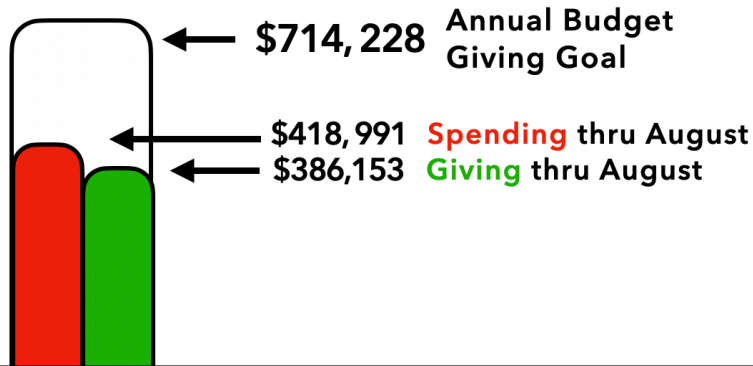 $714,228 Annual Budget
Giving Goal
$418,991 Spending thru August
$386,153 Giving thru August